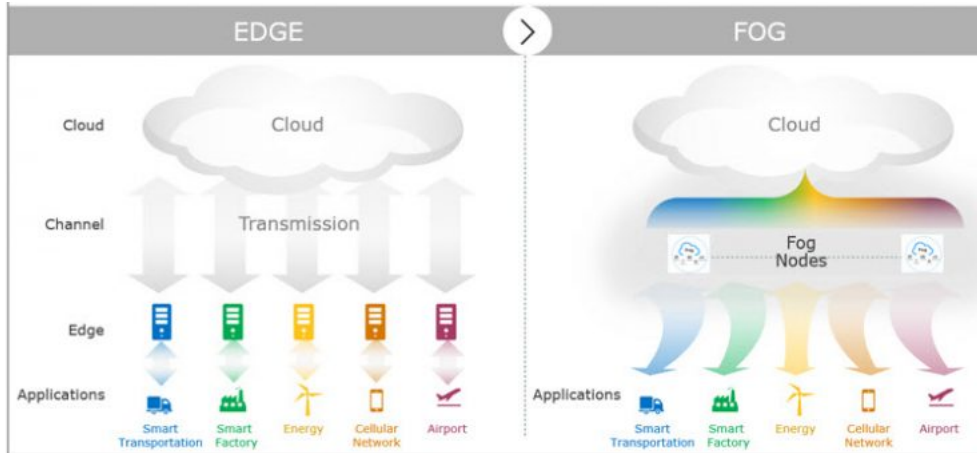 EDGE
FOG
Cloud
Cloud
Cloud
Channel
Transmission
Fog
Nodes
Edge
Applications
Applications
Smart
Transportation
Smart
Factory
Energy
Cellular
Network
Airport
Smart
Transportation
Smart
Factory
Energy
Cellular
Network
Airport